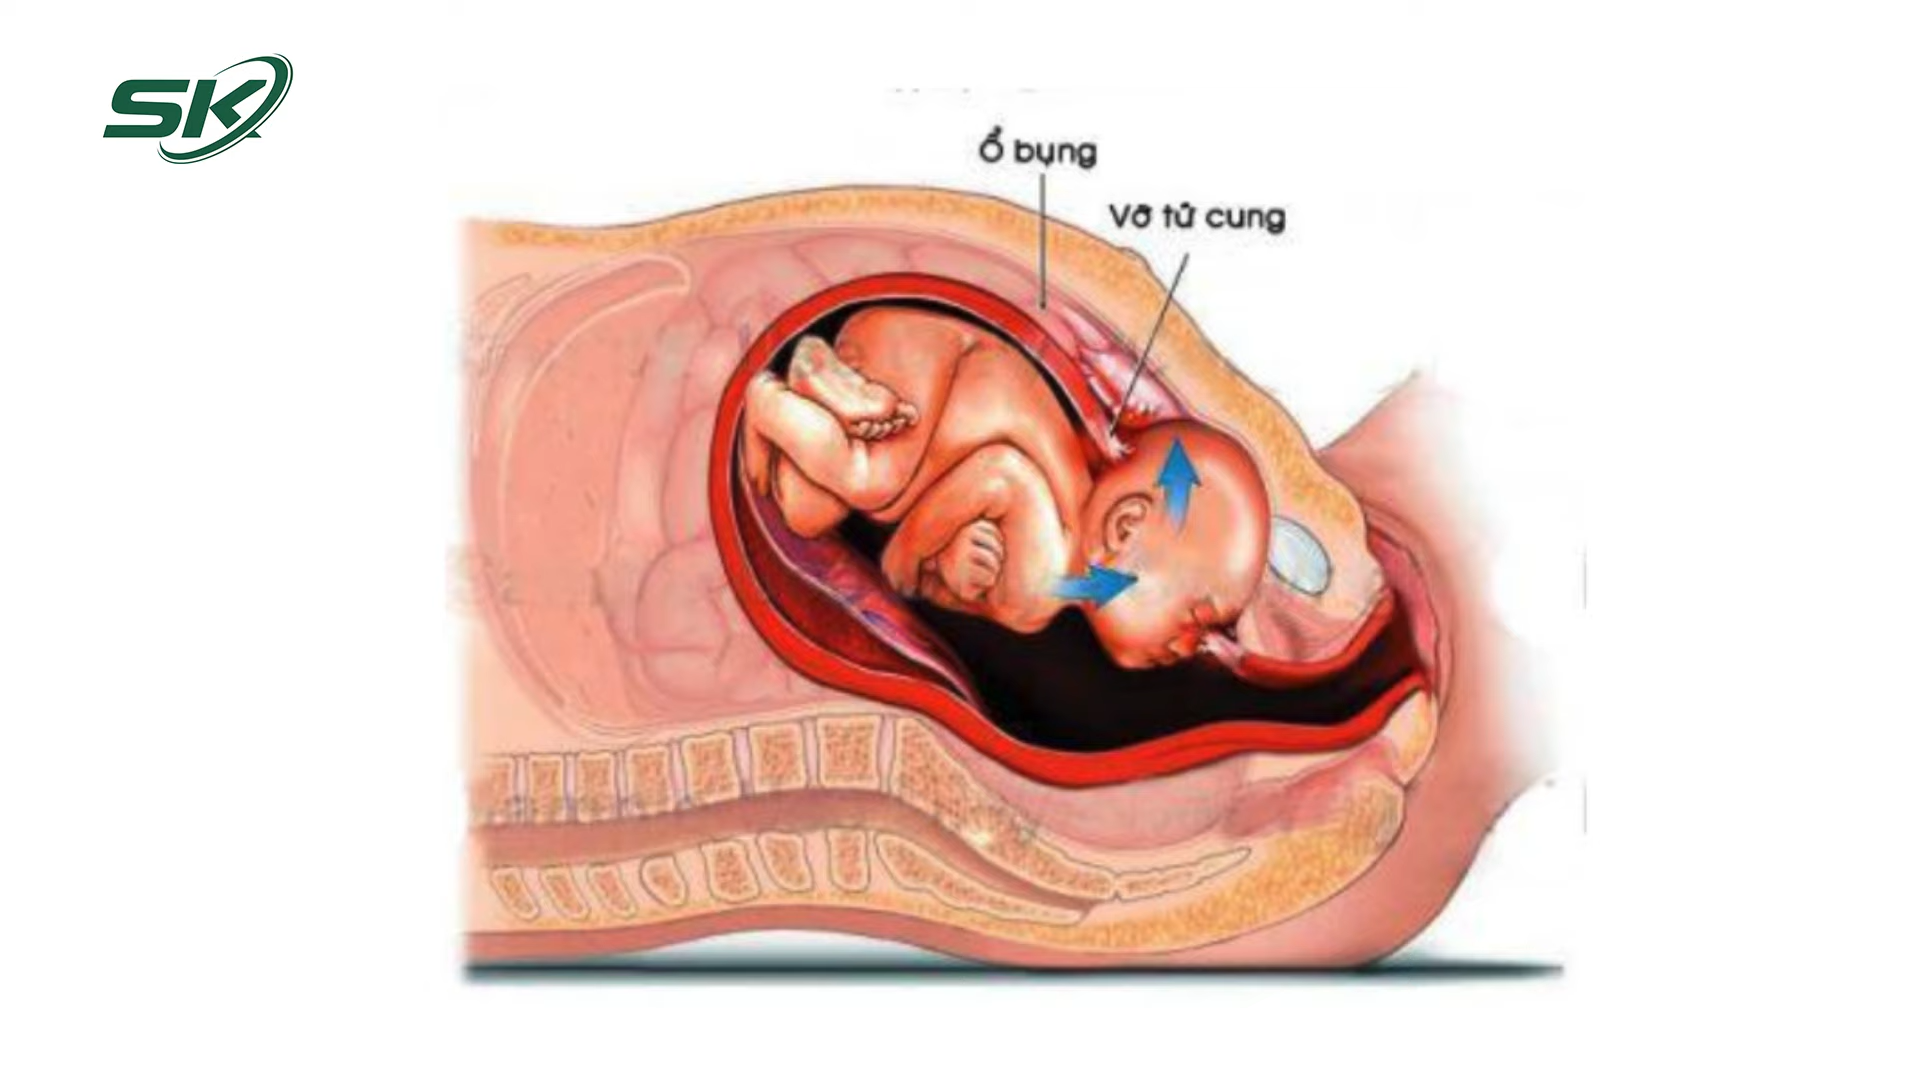 SK
Ổ bụng
Vỡ tử cung